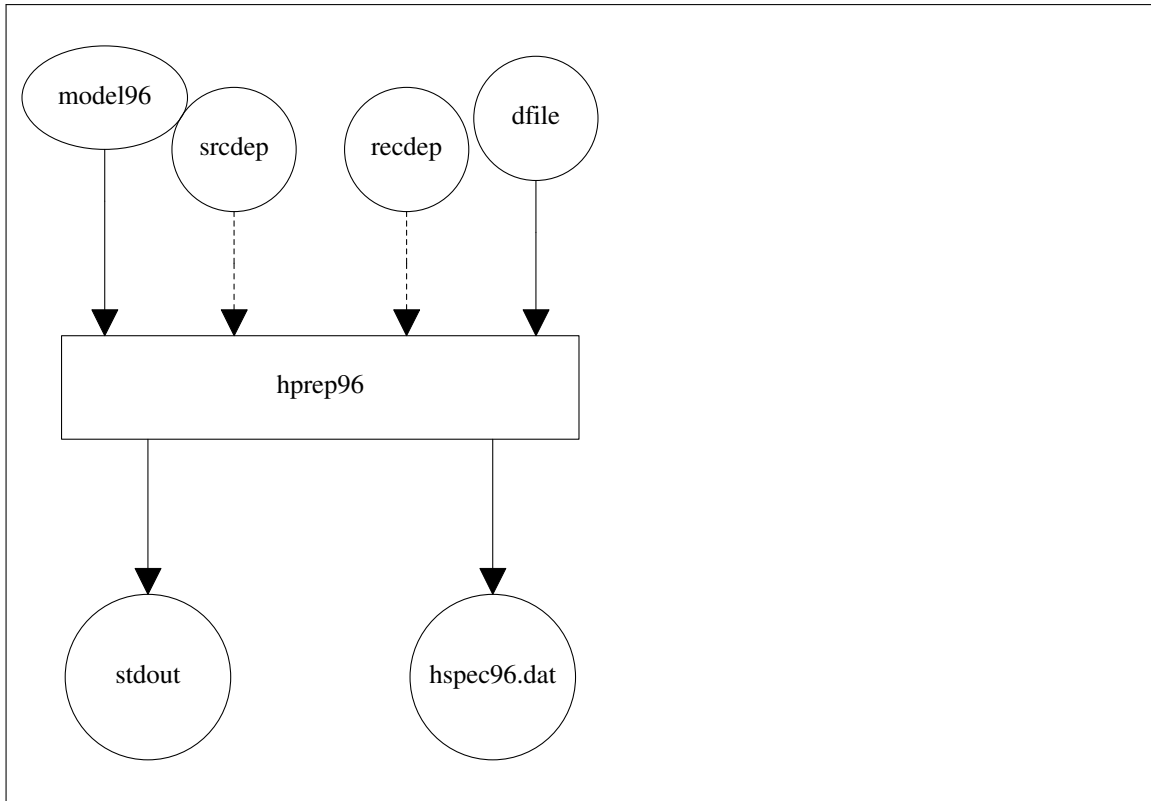 model96
srcdep
recdep
dfile
hprep96
stdout
hspec96.dat